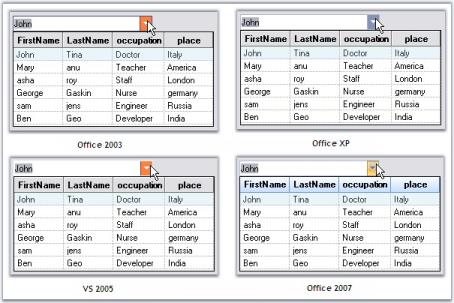 John
FirstName LastName occupation place
John Tina Doctor Italy
Mary anu Teacher America
asha roy Staff London
George Gaskin Nurse germany
sam jens Engineer Russia
Ben Geo Developer India
Office 2003
John
FirstName LastName occupation place
John Tina Doctor Italy
Mary anu Teacher America
asha roy Staff London
George Gaskin Nurse germany
sam jens Engineer Russia
Ben Geo Developer India
Office XP
John
FirstName LastName occupation place
John Tina Doctor Italy
Mary anu Teacher America
asha roy Staff London
George Gaskin Nurse germany
sam jens Engineer Russia
Ben Geo Developer India
VS 2005
John
FirstName LastName occupation place
John Tina Doctor Italy
Mary anu Teacher America
asha roy Staff London
George Gaskin Nurse germany
sam jens Engineer Russia
Ben Geo Developer India
Office 2007